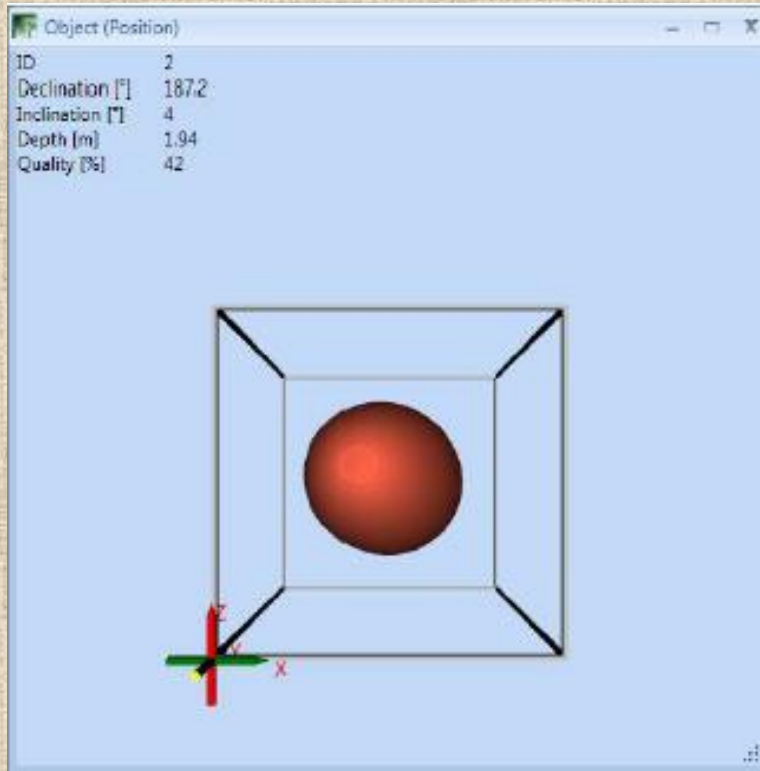 Object (Position)
ID 2
Declination [°] 187.2
Inclination [°] 4
Depth [m] 1.94
Quality [%] 42
Z
Y
X